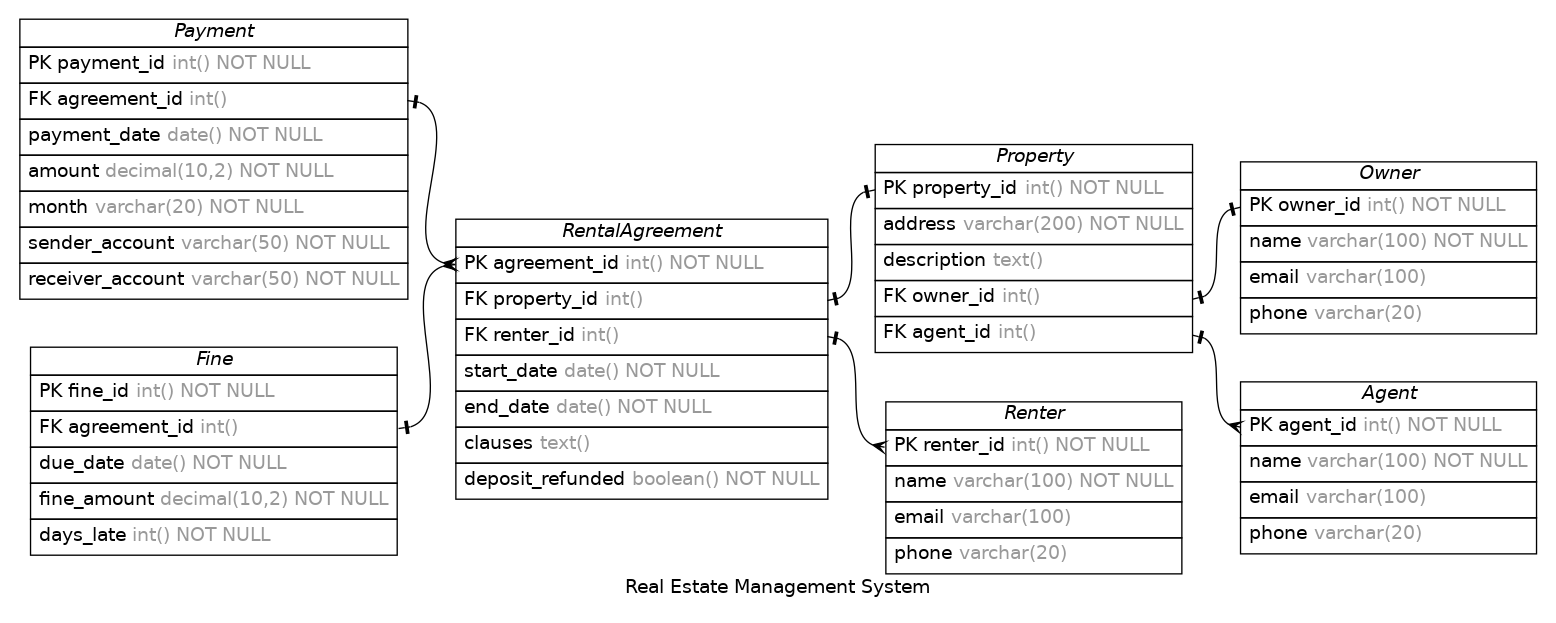 Payment
PK payment_id int() NOT NULL
FK agreement_id int()
payment_date date() NOT NULL
amount decimal(10,2) NOT NULL
month varchar(20) NOT NULL
sender_account varchar(50) NOT NULL
receiver_account varchar(50) NOT NULL
Fine
PK fine_id int() NOT NULL
FK agreement_id int()
due_date date() NOT NULL
fine_amount decimal(10,2) NOT NULL
days_late int() NOT NULL
RentalAgreement
PK agreement_id int() NOT NULL
FK property_id int()
FK renter_id int()
start_date date() NOT NULL
end_date date() NOT NULL
clauses text()
deposit_refunded boolean() NOT NULL
Property
PK property_id int() NOT NULL
address varchar(200) NOT NULL
description text()
FK owner_id int()
FK agent_id int()
Renter
PK renter_id int() NOT NULL
name varchar(100) NOT NULL
email varchar(100)
phone varchar(20)
Owner
PK owner_id int() NOT NULL
name varchar(100) NOT NULL
email varchar(100)
phone varchar(20)
Agent
PK agent_id int() NOT NULL
name varchar(100) NOT NULL
email varchar(100)
phone varchar(20)
Real Estate Management System